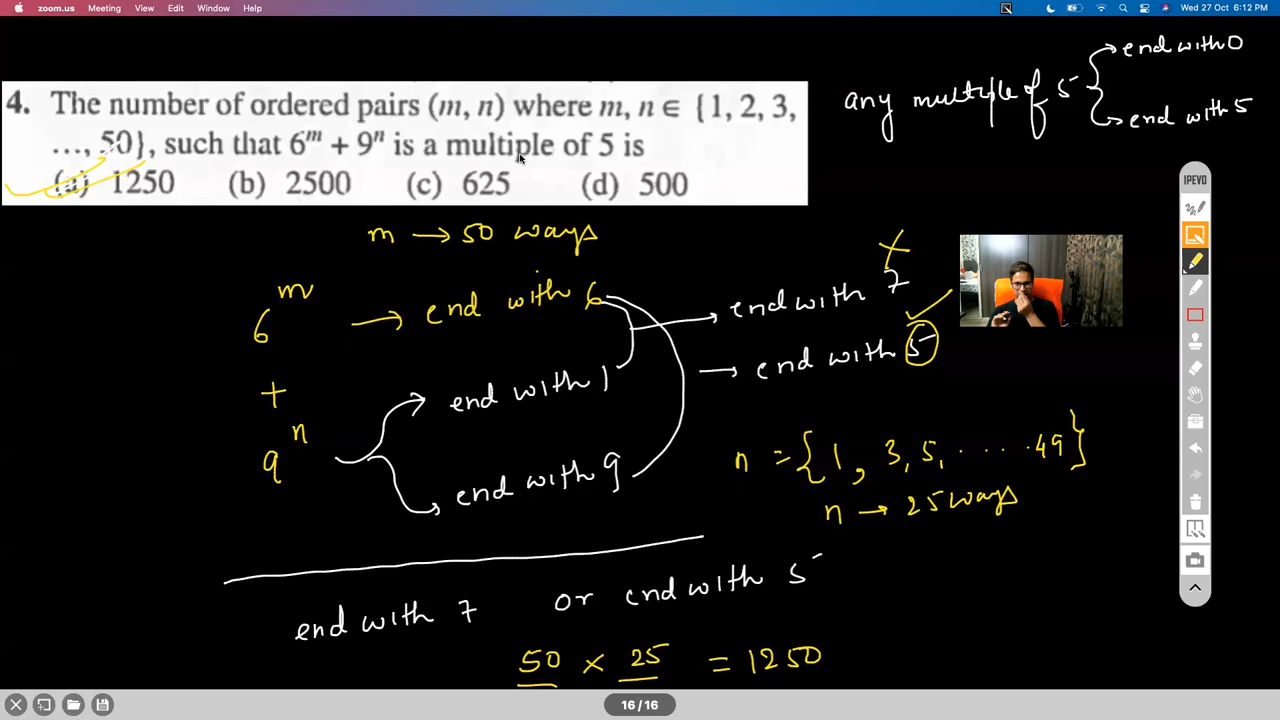 zoom.us Meeting View Edit Window Help Wed 27 Oct 6:12 PM
any multiple of 5
end with 0
end with 5
4. The number of ordered pairs (m, n) where m, n ∈ {1, 2, 3,
..., 50}, such that 6^m + 9^n is a multiple of 5 is
(a) 1250 (b) 2500 (c) 625 (d) 500
IPEVO
m → 50 ways
6^m → end with 6
+
9^n
end with 1
end with 9
→ end with 7 ×
→ end with 5 ✓
n = {1, 3, 5, ..... 49}
n → 25 ways
end with 7 or end with 5
50 × 25 = 1250
16 / 16